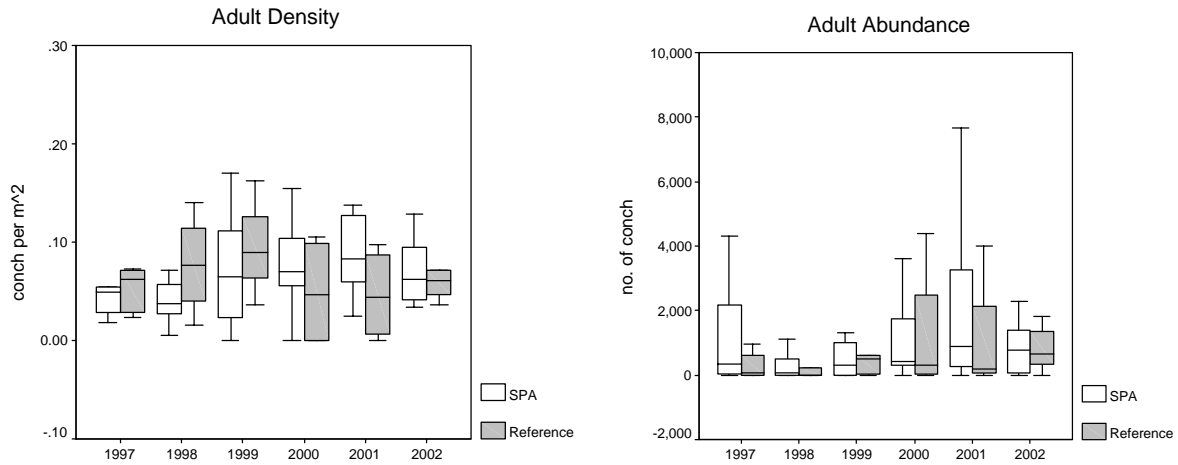 Adult Density
conch per m^2
.30
.20
.10
0.00
-.10
1997 1998 1999 2000 2001 2002
SPA
Reference
Adult Abundance
no. of conch
10,000
8,000
6,000
4,000
2,000
0
-2,000
1997 1998 1999 2000 2001 2002
SPA
Reference